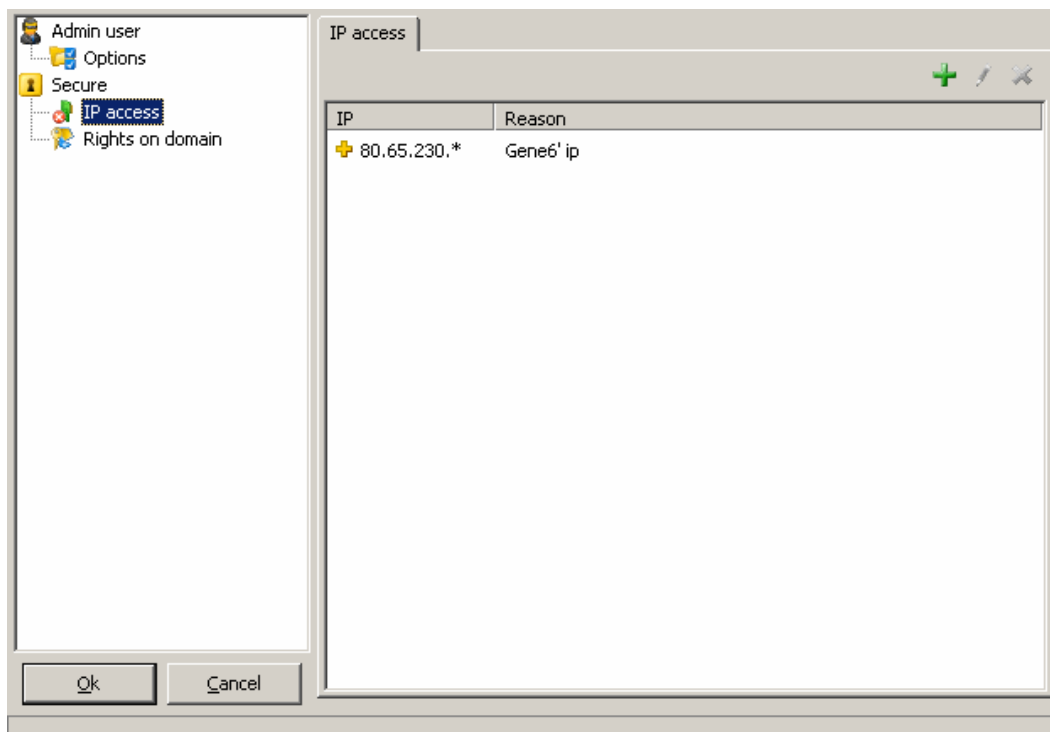 Admin user
Options
Secure
IP access
Rights on domain
Ok
Cancel
IP access
IP Reason
80.65.230.* Gene6' ip